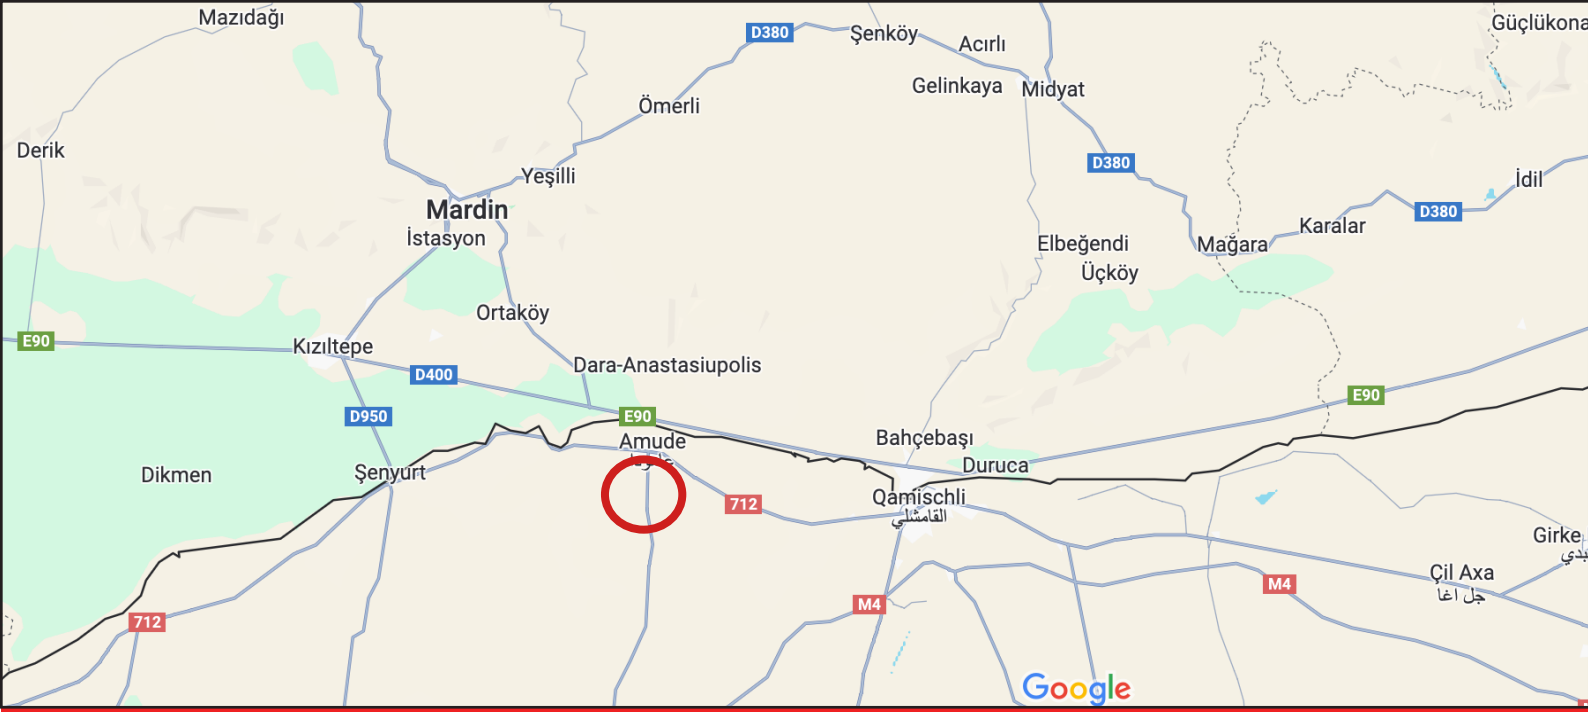 Mazıdağı
Güçlükona
D380
Şenköy
Acırlı
Gelinkaya
Midyat
Ömerli
Derik
D380
Yeşilli
İdil
Mardin
D380
İstasyon
Karalar
Elbeğendi
Mağara
Üçköy
Ortaköy
E90
Kızıltepe
Dara-Anastasiupolis
D400
E90
D950
E90
Amude
Bahçebaşı
Dikmen
Şenyurt
Duruca
712
Qamischli
القامشلي
Girke
Çil Axa
جل اغا
M4
M4
712
Google